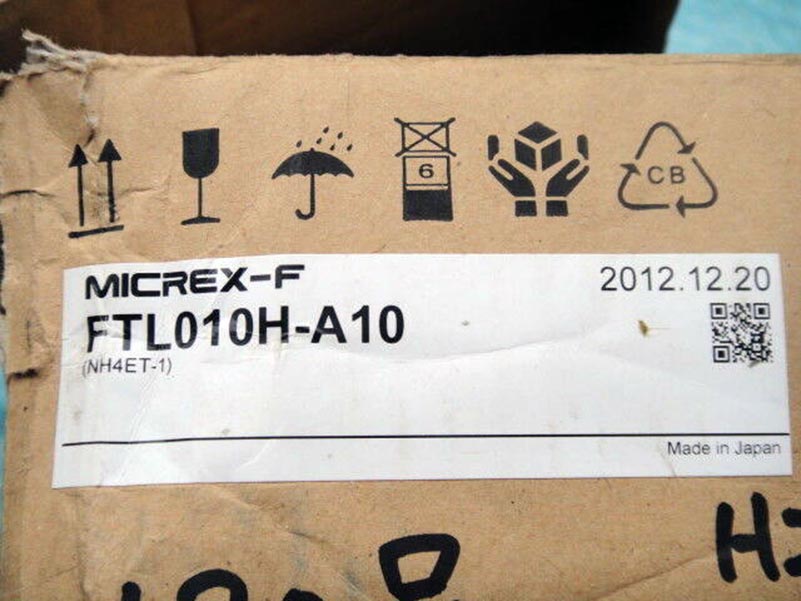 6
CB
MICREX-F
2012.12.20
FTL010H-A10
(NH4ET-1)
Made in Japan